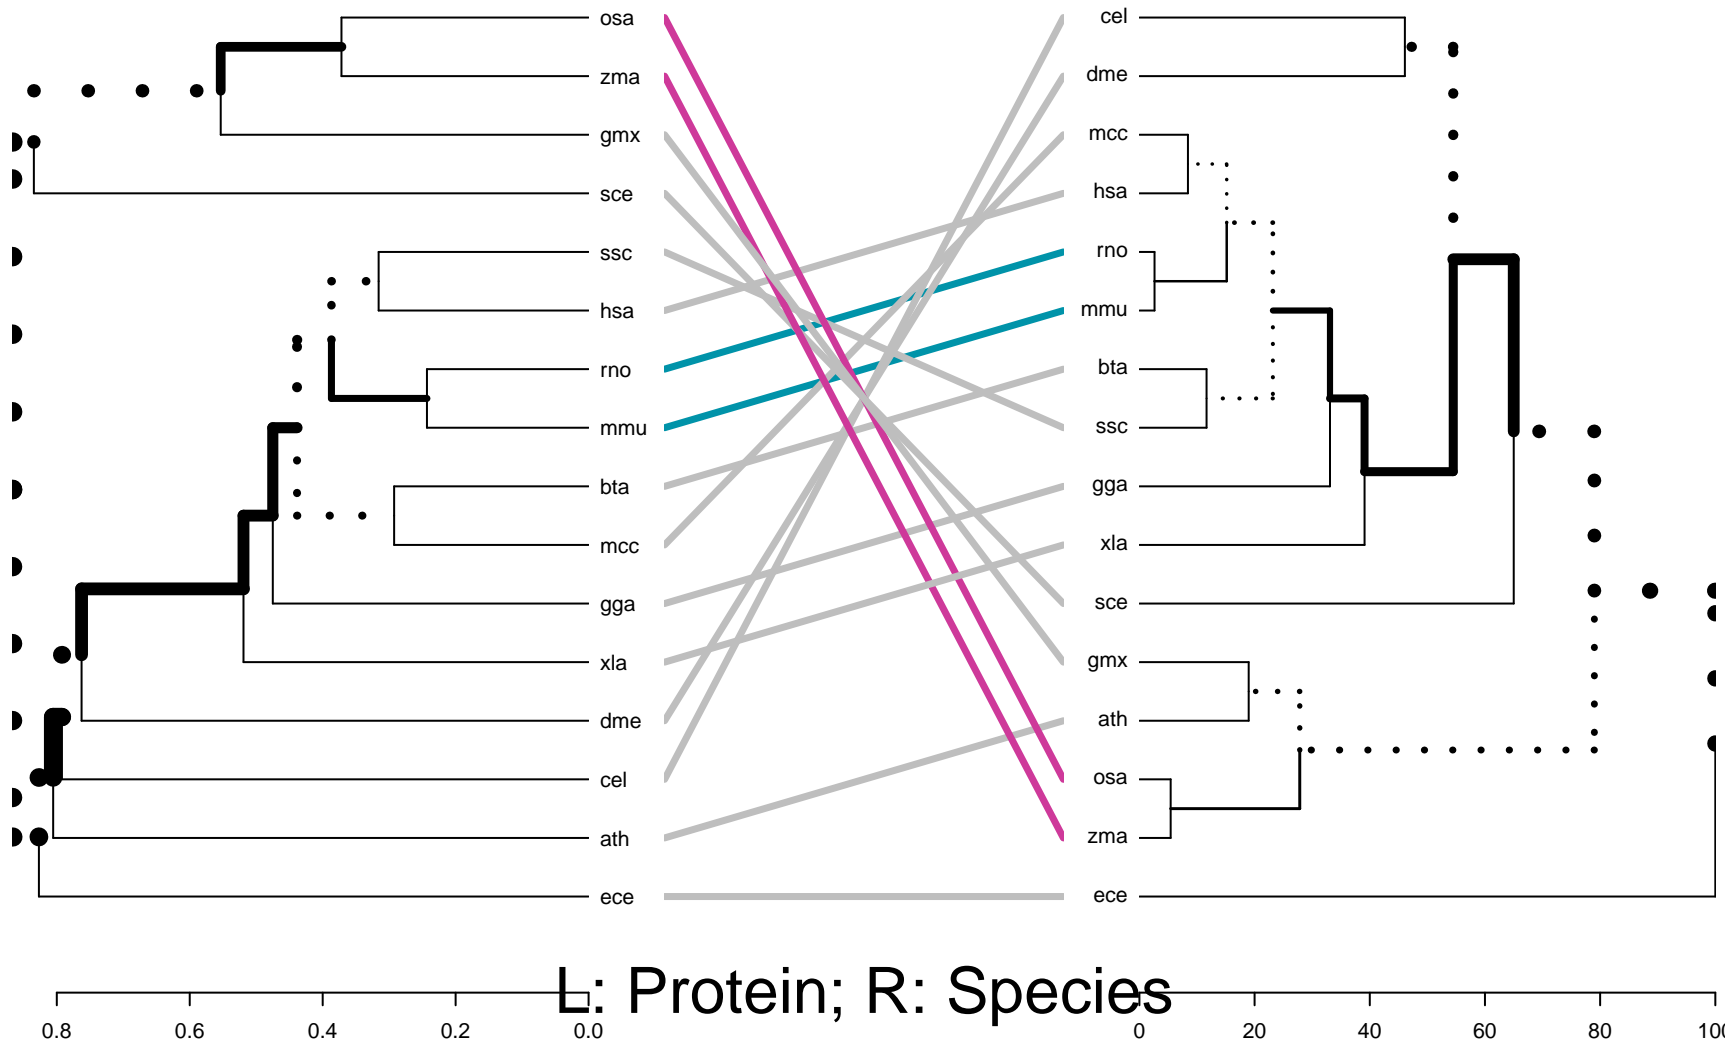 osa
zma
gmx
sce
ssc
hsa
rno
mmu
bta
mcc
gga
xla
dme
cel
ath
ece
cel
dme
mcc
hsa
rno
mmu
bta
ssc
gga
xla
sce
gmx
ath
osa
zma
ece
L: Protein; R: Species
0.8 0.6 0.4 0.2 0.0
0 20 40 60 80 100